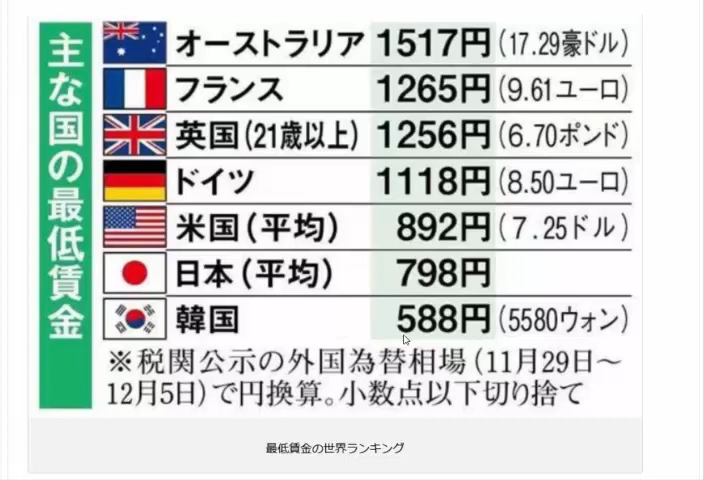 主な国の最低賃金
オーストラリア 1517円(17.29豪ドル)
フランス 1265円(9.61ユーロ)
英国(21歳以上) 1256円(6.70ポンド)
ドイツ 1118円(8.50ユーロ)
米国(平均) 892円(7.25ドル)
日本(平均) 798円
韓国 588円(5580ウォン)
※税関公示の外国為替相場(11月29日～
12月5日)で円換算。小数点以下切り捨て
最低賃金の世界ランキング